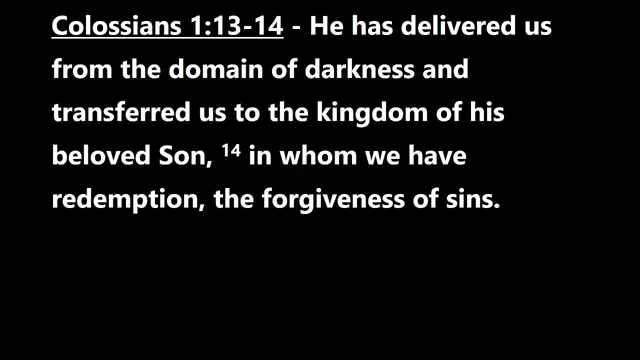 Colossians 1:13-14 - He has delivered us
from the domain of darkness and
transferred us to the kingdom of his
beloved Son, ¹⁴ in whom we have
redemption, the forgiveness of sins.